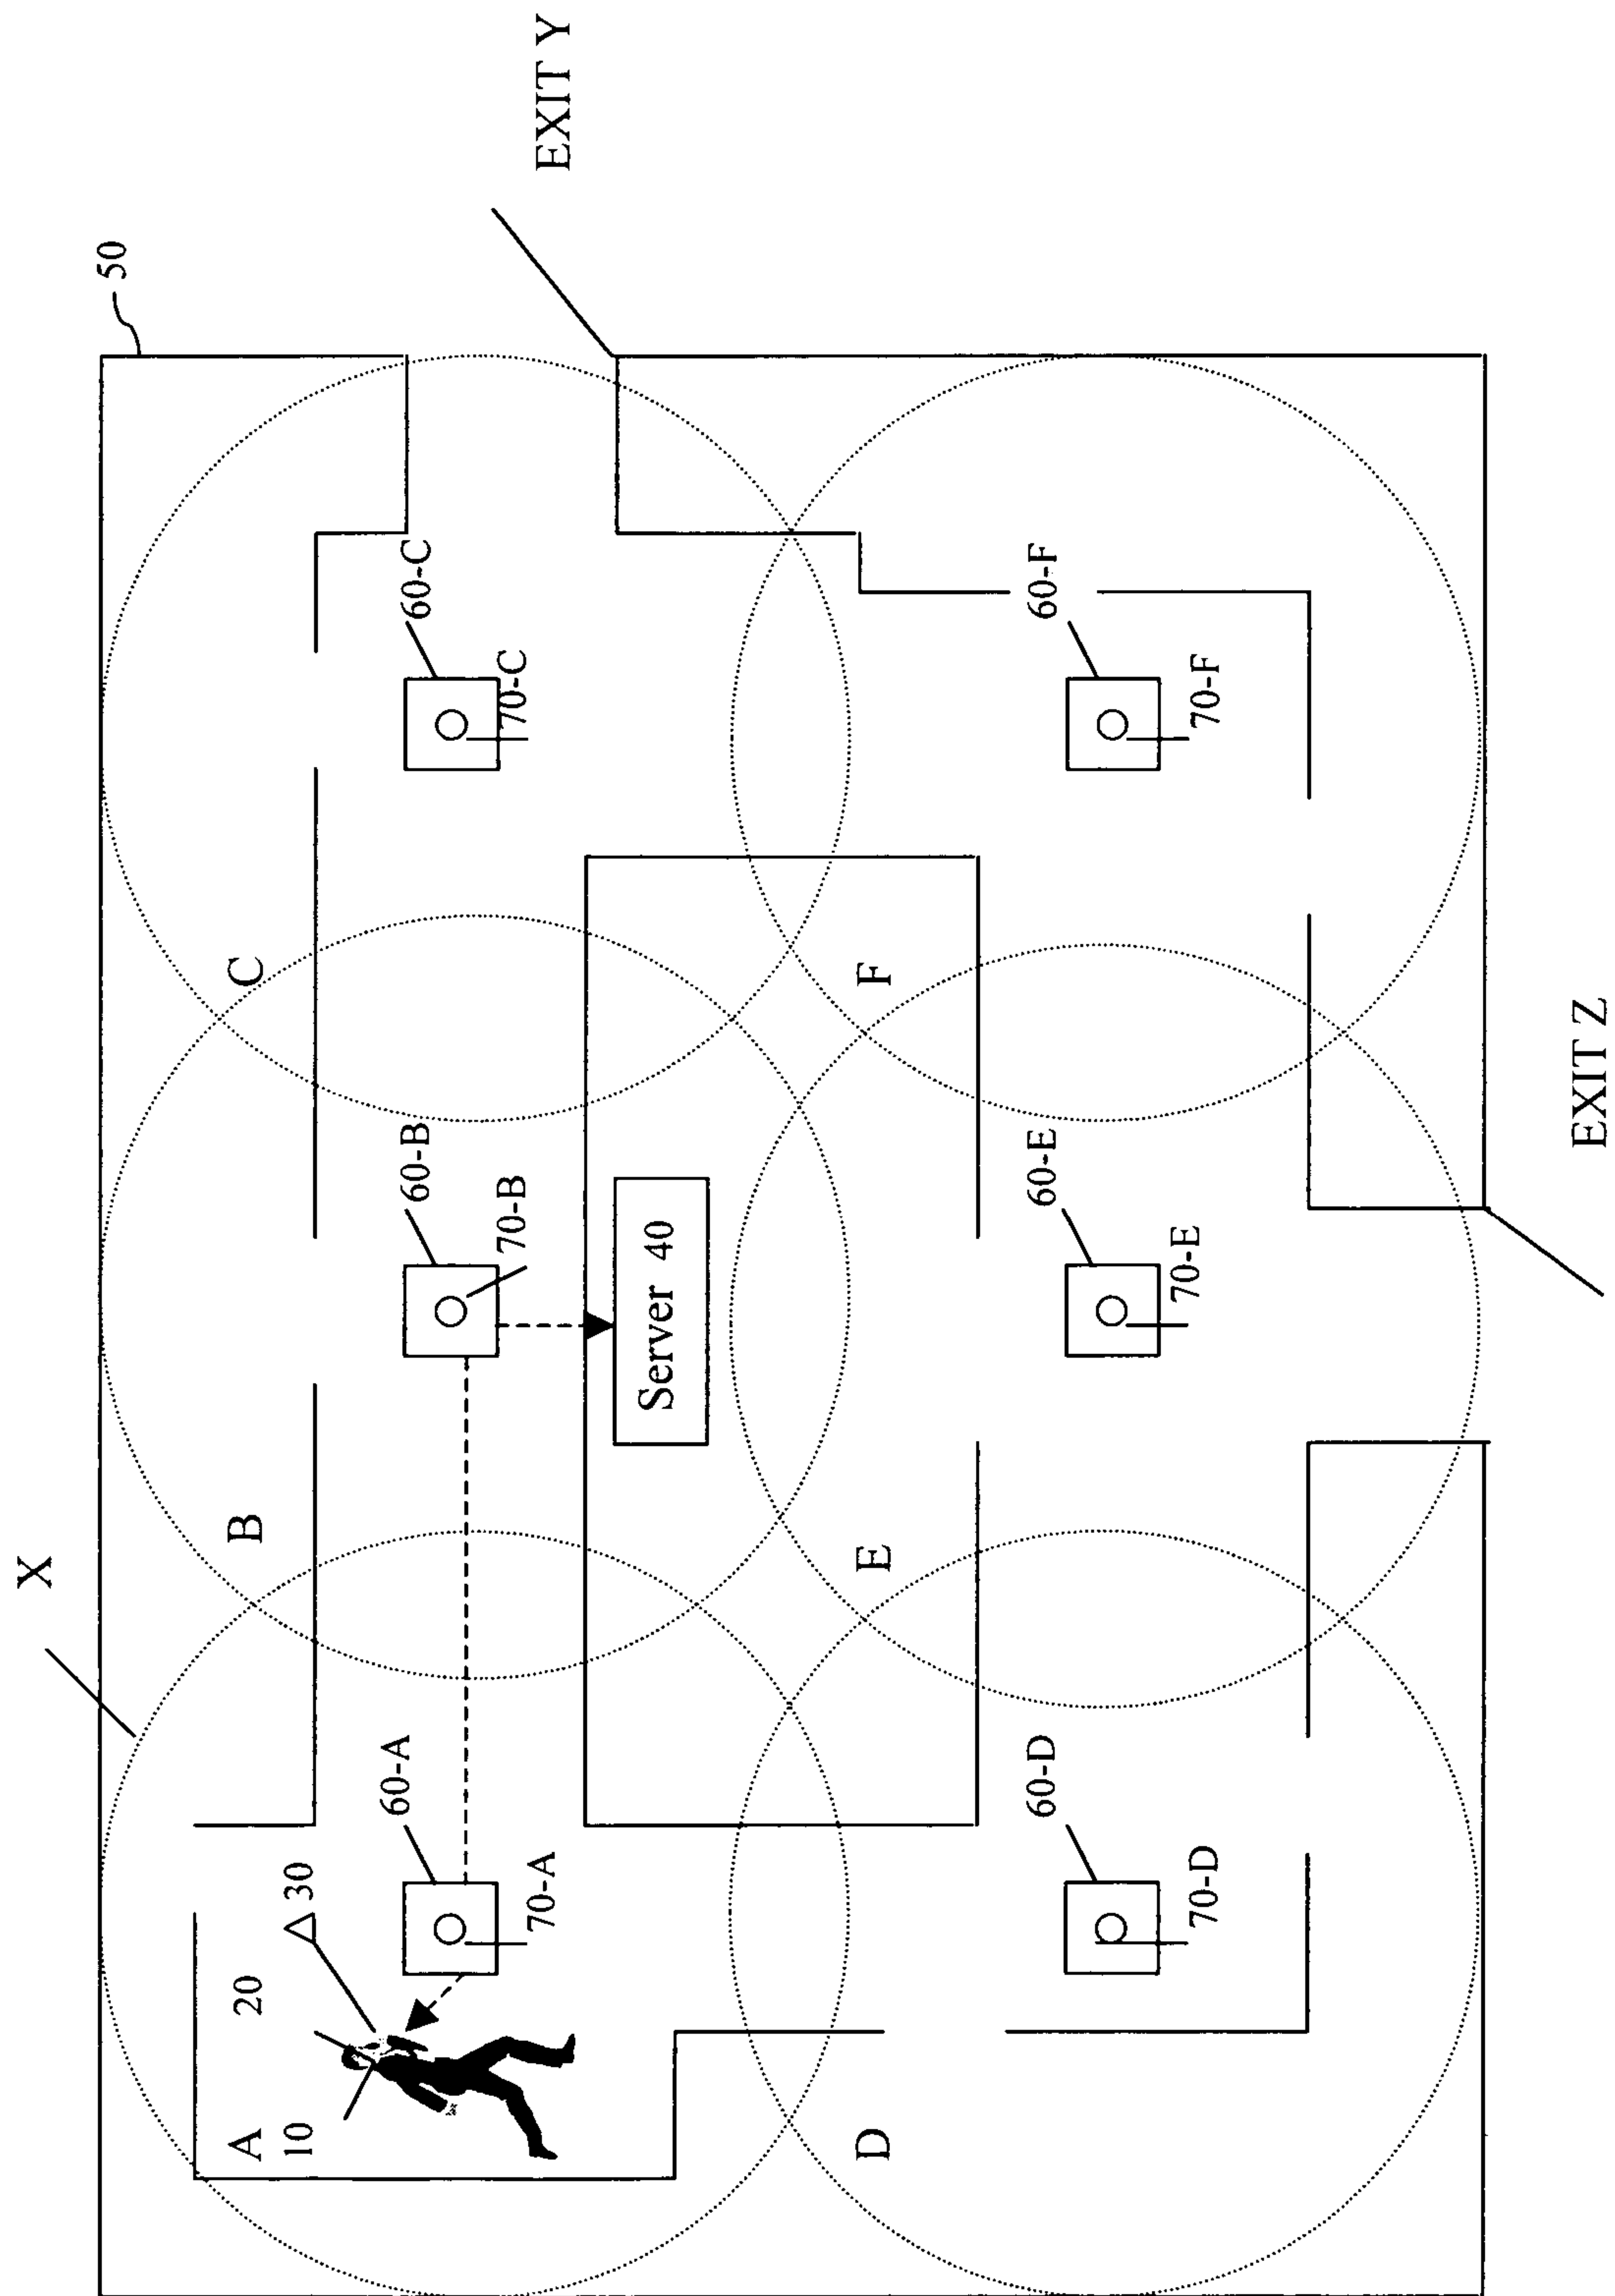 X
50
A
B
C
10
20
30
60-A
70-A
60-B
70-B
60-C
70-C
EXIT Y
Server 40
D
E
F
60-D
70-D
60-E
70-E
60-F
70-F
EXIT Z